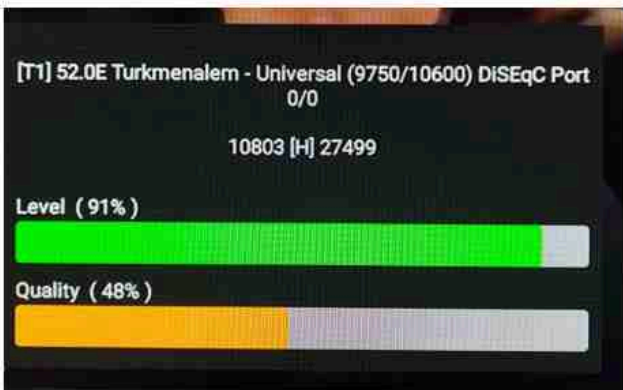 [T1] 52.0E Turkmenalem - Universal (9750/10600) DiSEqC Port
0/0
10803 [H] 27499
Level ( 91% )
Quality ( 48% )